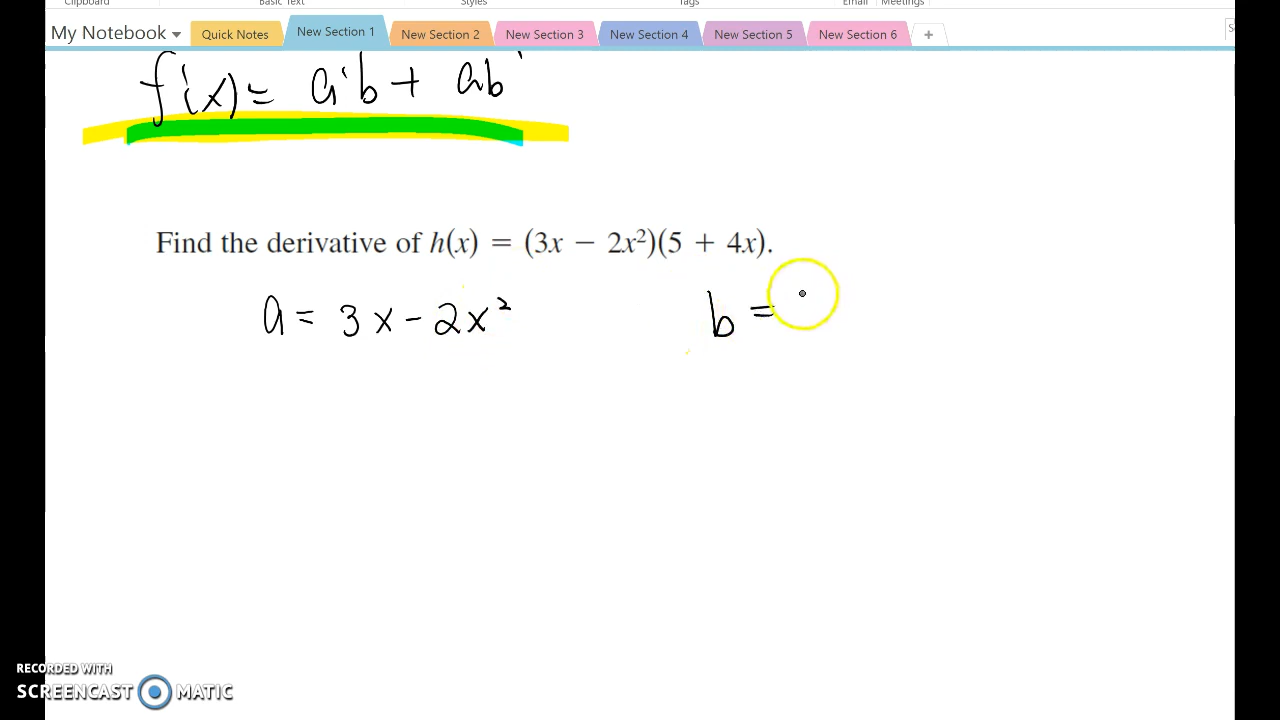 Clipboard Basic Text Styles Tags Email Meetings
My Notebook Quick Notes New Section 1 New Section 2 New Section 3 New Section 4 New Section 5 New Section 6 +
f'(x) = a'b + ab'
Find the derivative of h(x) = (3x − 2x²)(5 + 4x).
a = 3x - 2x² b =
RECORDED WITH
SCREENCAST MATIC